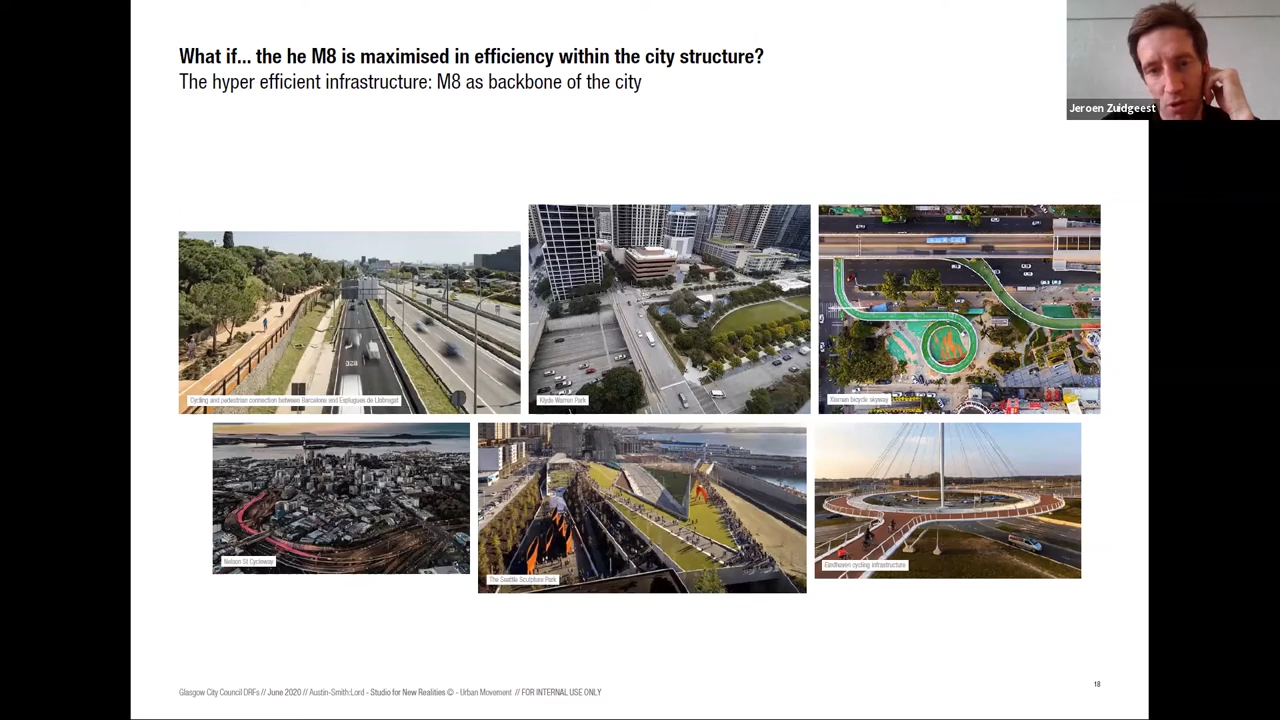 What if... the he M8 is maximised in efficiency within the city structure?
The hyper efficient infrastructure: M8 as backbone of the city
Jeroen Zuidgeest
Cycling and pedestrian connection between Barcelona and Esplugues de Llobregat
Klyde Warren Park
Xiamen bicycle skyway
Nelson St Cycleway
The Seattle Sculpture Park
Eindhoven cycling infrastructure
Glasgow City Council DRFs // June 2020 // Austin-Smith:Lord - Studio for New Realities © - Urban Movement // FOR INTERNAL USE ONLY
18